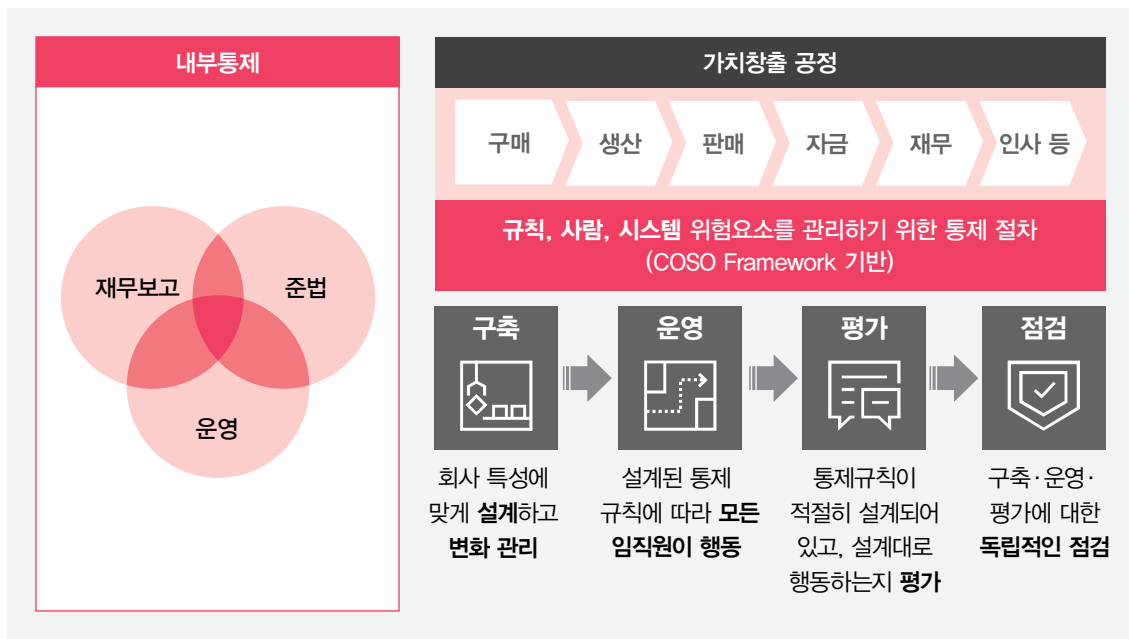 내부통제
재무보고
준법
운영
가치창출 공정
구매
생산
판매
자금
재무
인사 등
규칙, 사람, 시스템 위험요소를 관리하기 위한 통제 절차
(COSO Framework 기반)
구축
회사 특성에
맞게 설계하고
변화 관리
운영
설계된 통제
규칙에 따라 모든
임직원이 행동
평가
통제규칙이
적절히 설계되어
있고, 설계대로
행동하는지 평가
점검
구축·운영·
평가에 대한
독립적인 점검